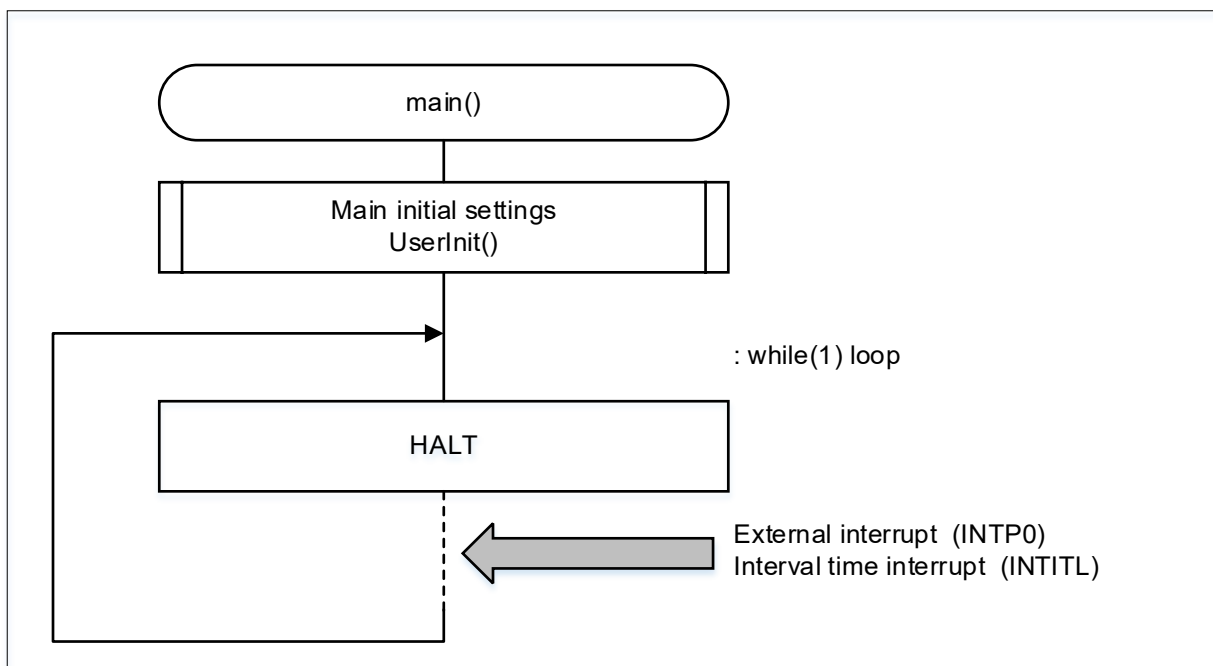 main()
Main initial settings
UserInit()
: while(1) loop
HALT
External interrupt (INTP0)
Interval time interrupt (INTITL)